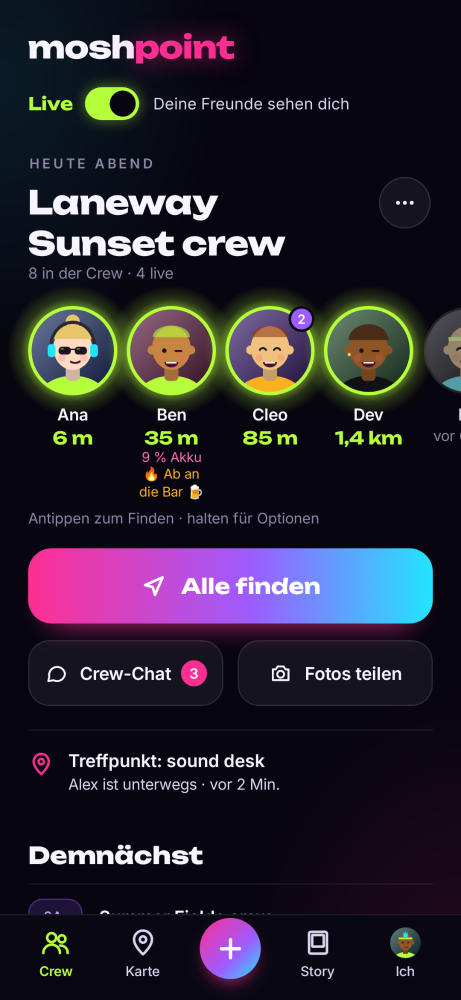 moshpoint
Live Deine Freunde sehen dich
HEUTE ABEND
Laneway
Sunset crew
8 in der Crew · 4 live
2
Ana Ben Cleo Dev
6 m 35 m 85 m 1,4 km vor
9 % Akku
🔥 Ab an
die Bar 🍺
Antippen zum Finden · halten für Optionen
Alle finden
Crew-Chat 3 Fotos teilen
Treffpunkt: sound desk
Alex ist unterwegs · vor 2 Min.
Demnächst
Crew Karte Story Ich